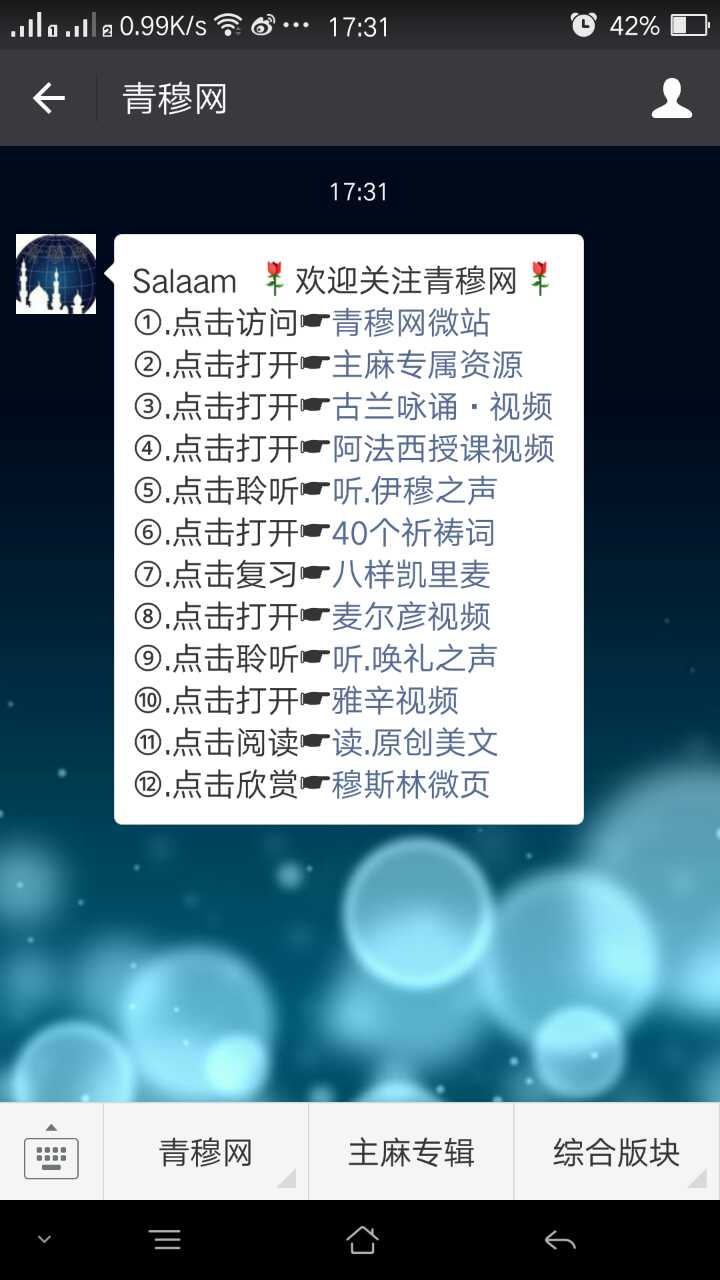 1 2 0.99K/s 17:31 42%
青穆网
17:31
Salaam 🌹欢迎关注青穆网🌹
①.点击访问☛青穆网微站
②.点击打开☛主麻专属资源
③.点击打开☛古兰咏诵·视频
④.点击打开☛阿法西授课视频
⑤.点击聆听☛听.伊穆之声
⑥.点击打开☛40个祈祷词
⑦.点击复习☛八样凯里麦
⑧.点击打开☛麦尔彦视频
⑨.点击聆听☛听.唤礼之声
⑩.点击打开☛雅辛视频
⑪.点击阅读☛读.原创美文
⑫.点击欣赏☛穆斯林微页
青穆网 主麻专辑 综合版块